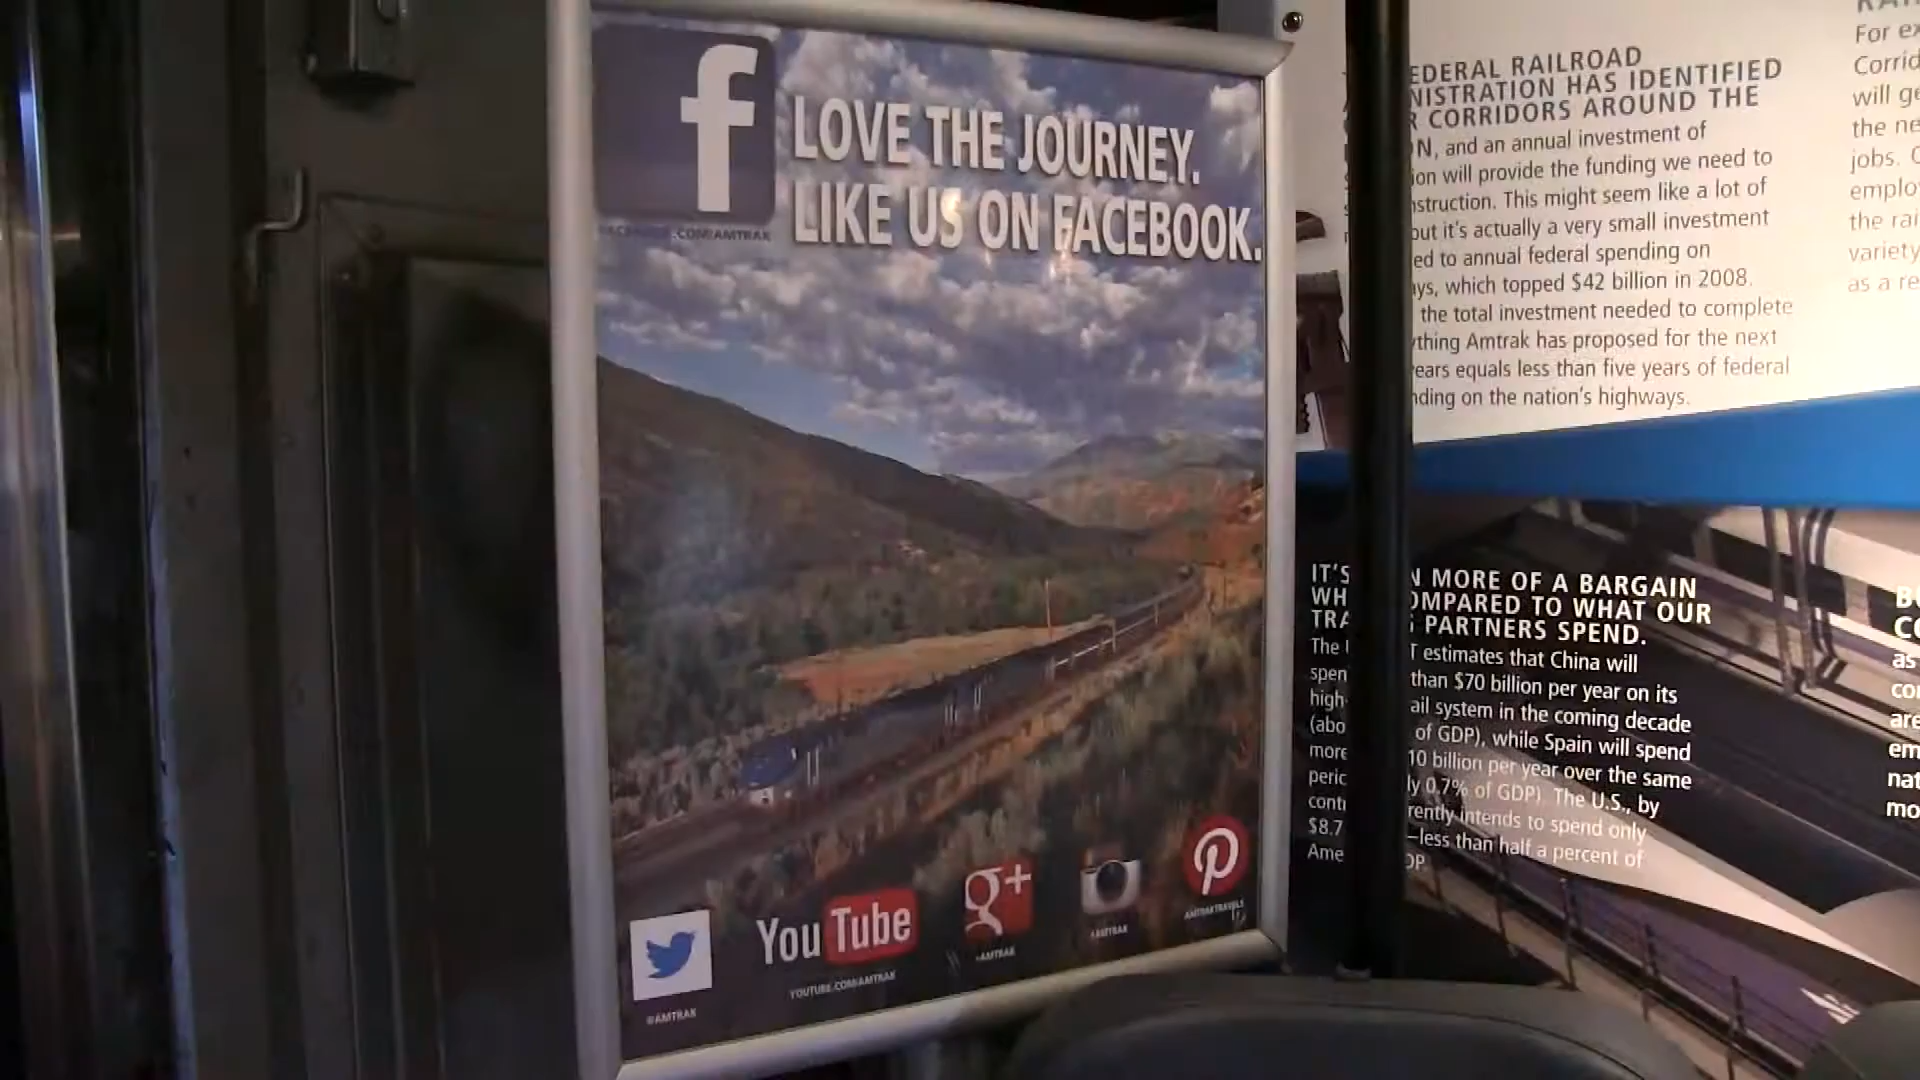 f
LOVE THE JOURNEY.
LIKE US ON FACEBOOK.
FACEBOOK.COM/AMTRAK
YouTube
g+
@AMTRAK
YOUTUBE.COM/AMTRAK
+AMTRAK
#AMTRAK
AMTRAKTRAVELS
EDERAL RAILROAD
NISTRATION HAS IDENTIFIED
R CORRIDORS AROUND THE
N, and an annual investment of
ion will provide the funding we need to
nstruction. This might seem like a lot of
but it's actually a very small investment
ed to annual federal spending on
ays, which topped $42 billion in 2008.
the total investment needed to complete
ything Amtrak has proposed for the next
ears equals less than five years of federal
nding on the nation's highways.
For ex
Corrid
will ge
the ne
jobs.
emplo
the rai
variety
as a re
IT'S N MORE OF A BARGAIN
WH OMPARED TO WHAT OUR
TRA G PARTNERS SPEND.
The T estimates that China will
spen than $70 billion per year on its
high- ail system in the coming decade
(abo of GDP), while Spain will spend
more 10 billion per year over the same
peric ly 0.7% of GDP). The U.S., by
contr rently intends to spend only
$8.7 —less than half a percent of
Ame DP
as
co
are
em
nat
mo